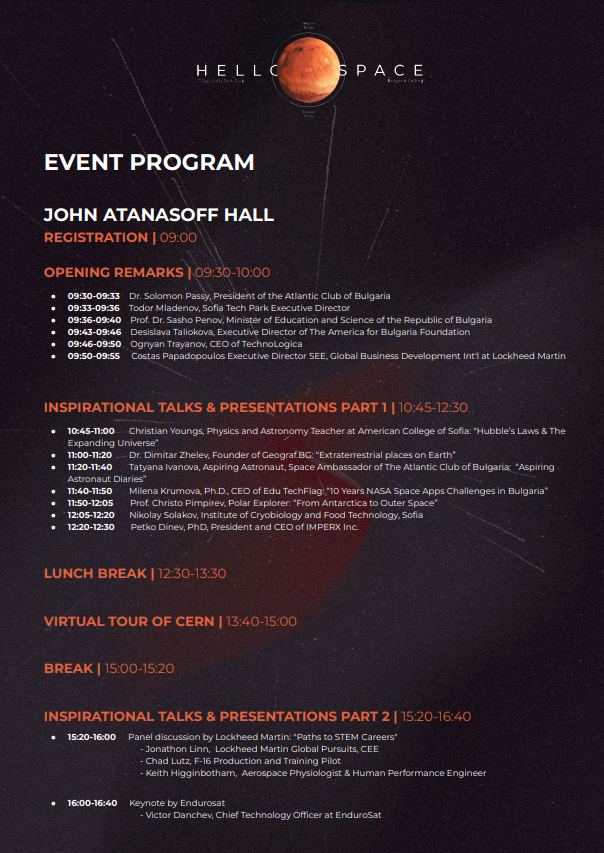 HELLO SPACE
@Sofia Tech Park
EVENT PROGRAM
JOHN ATANASOFF HALL
REGISTRATION | 09:00
OPENING REMARKS | 09:30-10:00
● 09:30-09:33 Dr. Solomon Passy, President of the Atlantic Club of Bulgaria
● 09:33-09:36 Todor Mladenov, Sofia Tech Park Executive Director
● 09:36-09:40 Prof. Dr. Sasho Penov, Minister of Education and Science of the Republic of Bulgaria
● 09:43-09:46 Desislava Taliokova, Executive Director of The America for Bulgaria Foundation
● 09:46-09:50 Ognyan Trayanov, CEO of TechnoLogica
● 09:50-09:55 Costas Papadopoulos Executive Director SEE, Global Business Development Int'l at Lockheed Martin
INSPIRATIONAL TALKS & PRESENTATIONS PART 1 | 10:45-12:30
● 10:45-11:00 Christian Youngs, Physics and Astronomy Teacher at American College of Sofia: "Hubble's Laws & The
Expanding Universe"
● 11:00-11:20 Dr. Dimitar Zhelev, Founder of Geograf.BG: "Extraterrestrial places on Earth"
● 11:20-11:40 Tatyana Ivanova, Aspiring Astronaut, Space Ambassador of The Atlantic Club of Bulgaria: "Aspiring
Astronaut Diaries"
● 11:40-11:50 Milena Krumova, Ph.D., CEO of Edu TechFlag: "10 Years NASA Space Apps Challenges in Bulgaria"
● 11:50-12:05 Prof. Christo Pimpirev, Polar Explorer: "From Antarctica to Outer Space"
● 12:05-12:20 Nikolay Solakov, Institute of Cryobiology and Food Technology, Sofia
● 12:20-12:30 Petko Dinev, PhD, President and CEO of IMPERX Inc.
LUNCH BREAK | 12:30-13:30
VIRTUAL TOUR OF CERN | 13:40-15:00
BREAK | 15:00-15:20
INSPIRATIONAL TALKS & PRESENTATIONS PART 2 | 15:20-16:40
● 15:20-16:00 Panel discussion by Lockheed Martin: "Paths to STEM Careers"
- Jonathon Linn, Lockheed Martin Global Pursuits, CEE
- Chad Lutz, F-16 Production and Training Pilot
- Keith Higginbotham, Aerospace Physiologist & Human Performance Engineer
● 16:00-16:40 Keynote by Endurosat
- Victor Danchev, Chief Technology Officer at EnduroSat